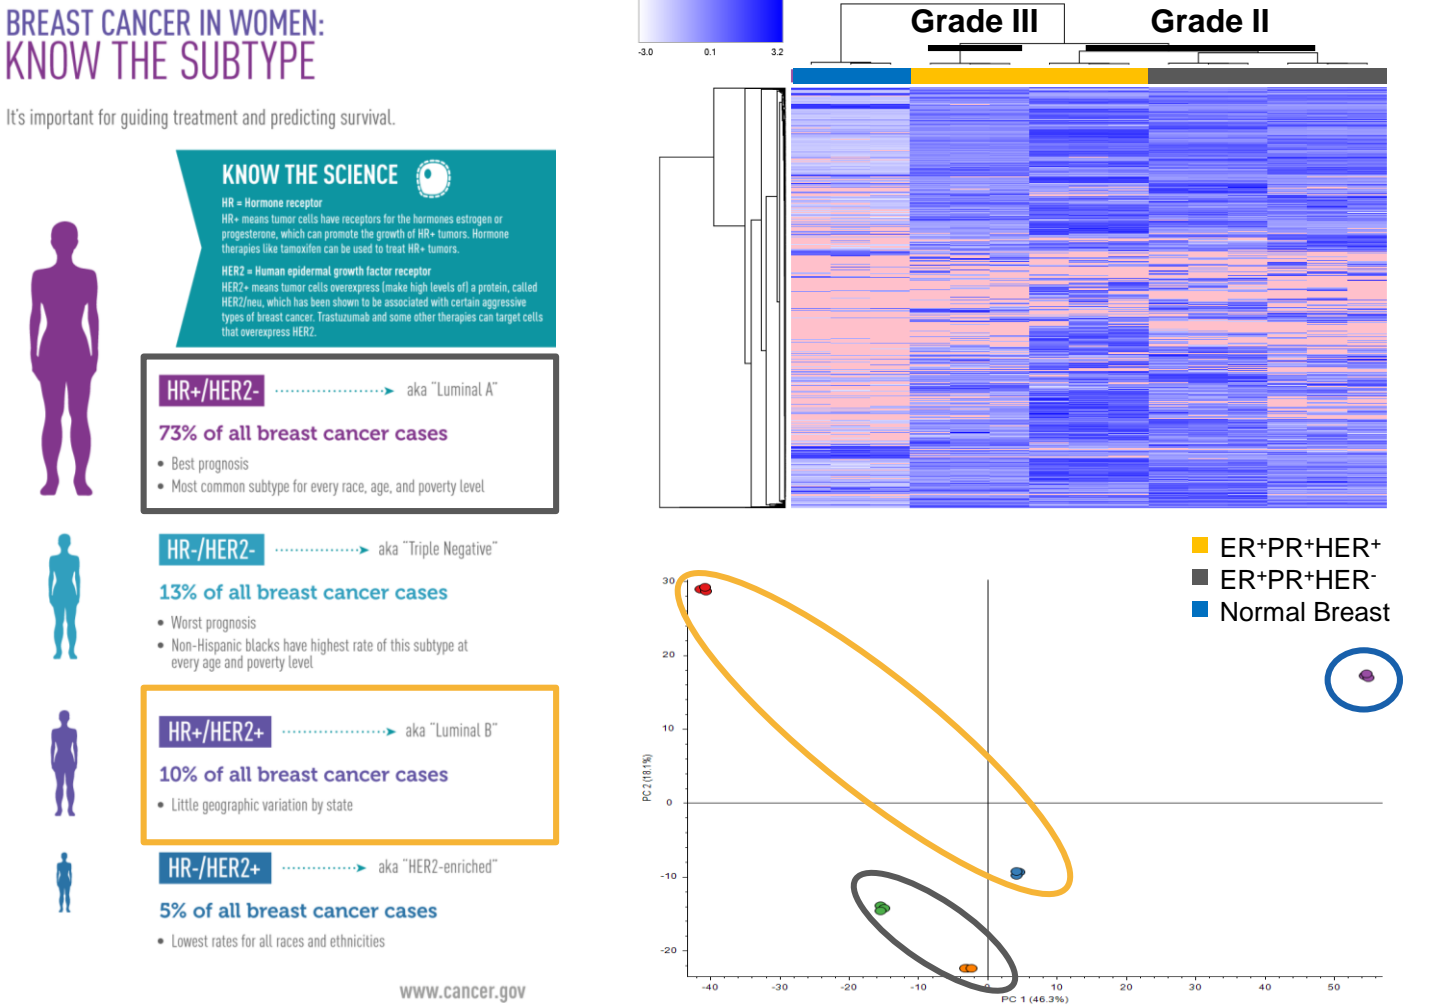 BREAST CANCER IN WOMEN:
KNOW THE SUBTYPE
It's important for guiding treatment and predicting survival.
KNOW THE SCIENCE
HR = Hormone receptor
HR+ means tumor cells have receptors for the hormones estrogen or
progesterone, which can promote the growth of HR+ tumors. Hormone
therapies like tamoxifen can be used to treat HR+ tumors.
HER2 = Human epidermal growth factor receptor
HER2+ means tumor cells overexpress (make high levels of) a protein, called
HER2/neu, which has been shown to be associated with certain aggressive
types of breast cancer. Trastuzumab and some other therapies can target cells
that overexpress HER2.
HR+/HER2- aka "Luminal A"
73% of all breast cancer cases
• Best prognosis
• Most common subtype for every race, age, and poverty level
HR-/HER2- aka "Triple Negative"
13% of all breast cancer cases
• Worst prognosis
• Non-Hispanic blacks have highest rate of this subtype at
every age and poverty level
HR+/HER2+ aka "Luminal B"
10% of all breast cancer cases
• Little geographic variation by state
HR-/HER2+ aka "HER2-enriched"
5% of all breast cancer cases
• Lowest rates for all races and ethnicities
www.cancer.gov
-3.0 0.1 3.2
Grade III Grade II
ER⁺PR⁺HER⁺
ER⁺PR⁺HER⁻
Normal Breast
30
20
10
0
-10
-20
PC 2 (18.1%)
-40 -30 -20 -10 0 10 20 30 40 50
PC 1 (46.3%)